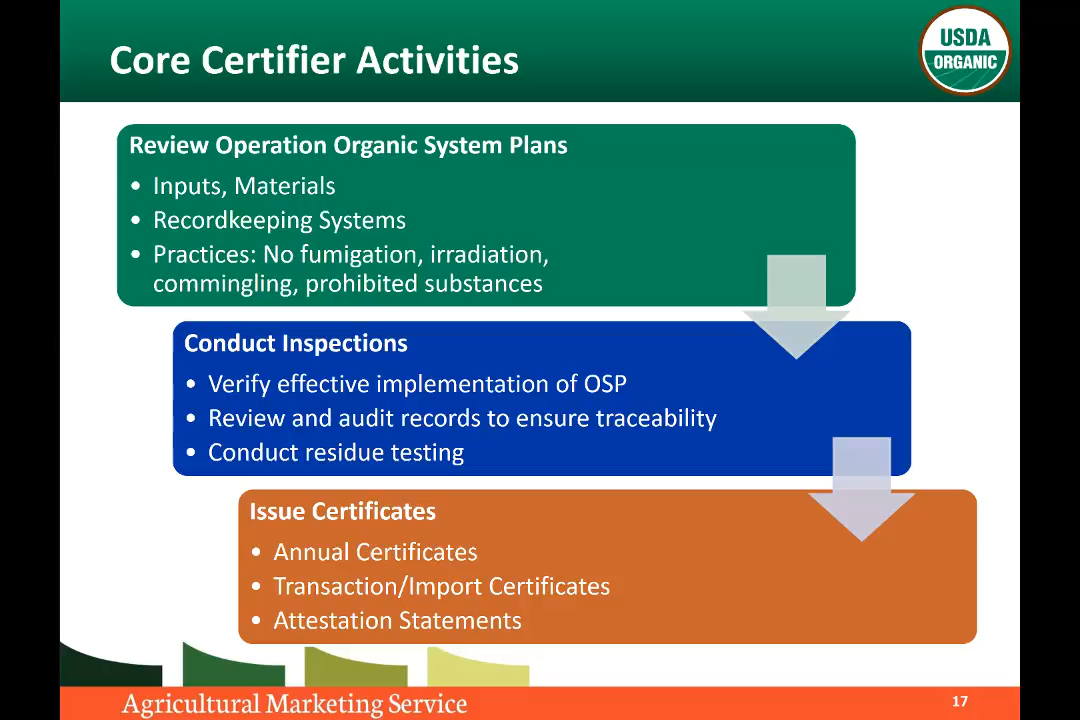 Core Certifier Activities
USDA
ORGANIC
Review Operation Organic System Plans
• Inputs, Materials
• Recordkeeping Systems
• Practices: No fumigation, irradiation,
commingling, prohibited substances
Conduct Inspections
• Verify effective implementation of OSP
• Review and audit records to ensure traceability
• Conduct residue testing
Issue Certificates
• Annual Certificates
• Transaction/Import Certificates
• Attestation Statements
Agricultural Marketing Service
17